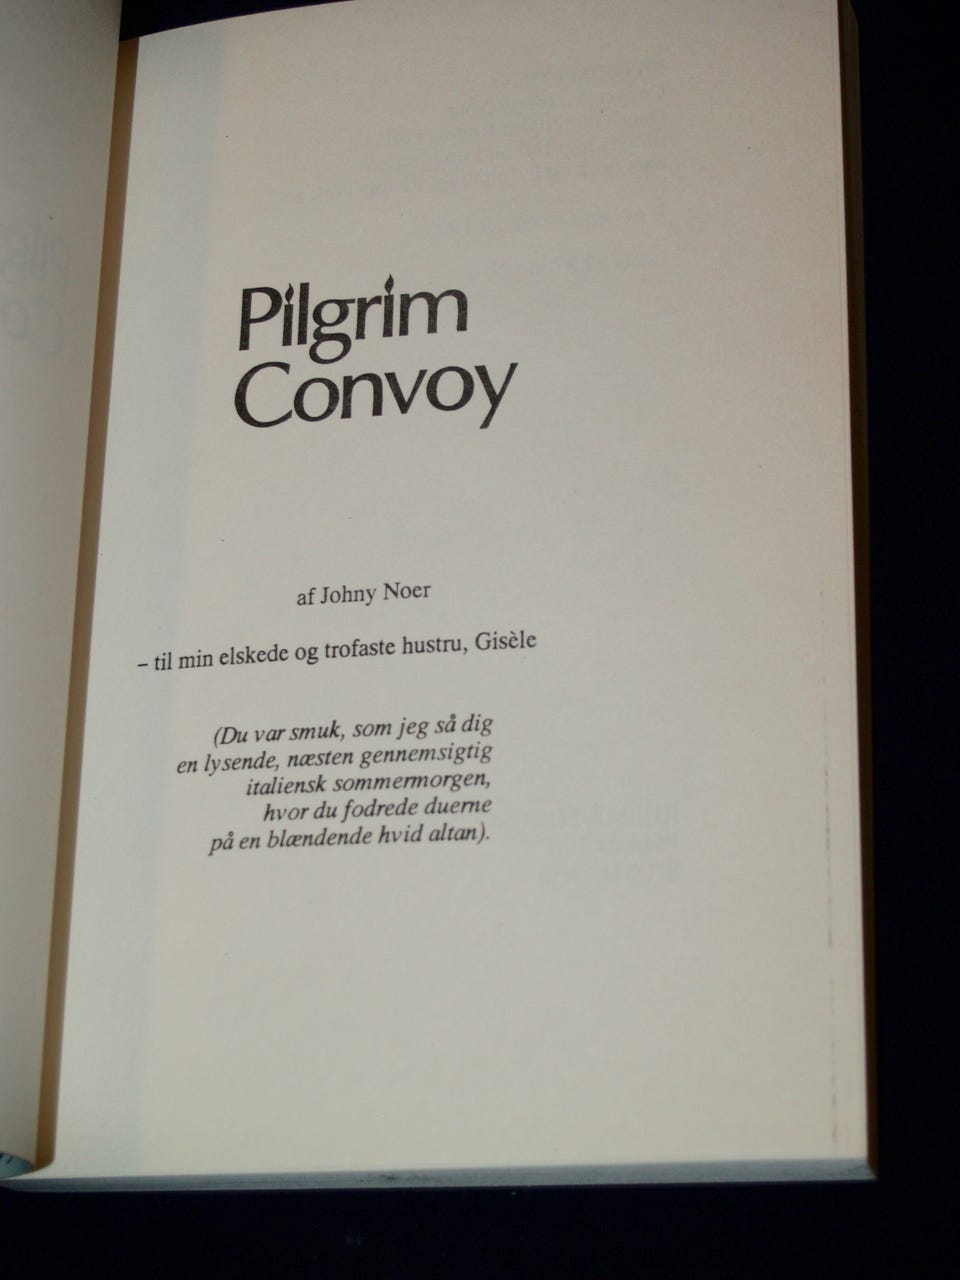 Pilgrim
Convoy
af Johny Noer
– til min elskede og trofaste hustru, Gisèle
(Du var smuk, som jeg så dig
en lysende, næsten gennemsigtig
italiensk sommermorgen,
hvor du fodrede duerne
på en blændende hvid altan).